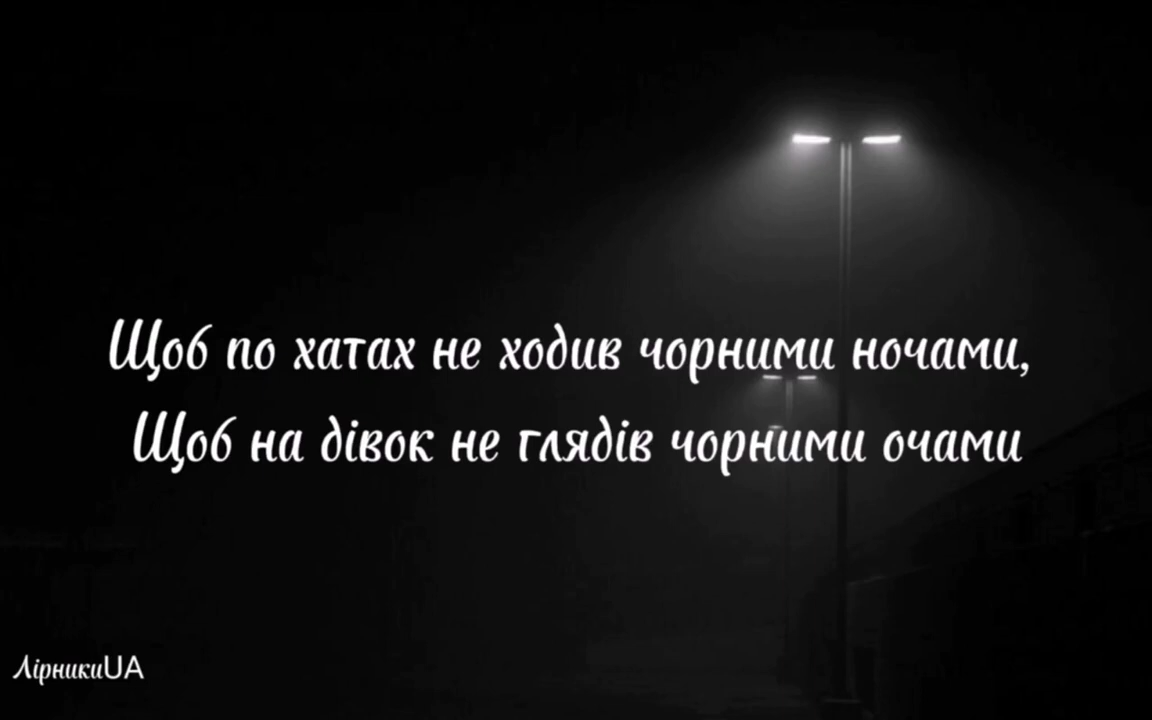 Щоб по хатах не ходив чорними ночами,
Щоб на дівок не глядів чорними очами
ЛірникиUA